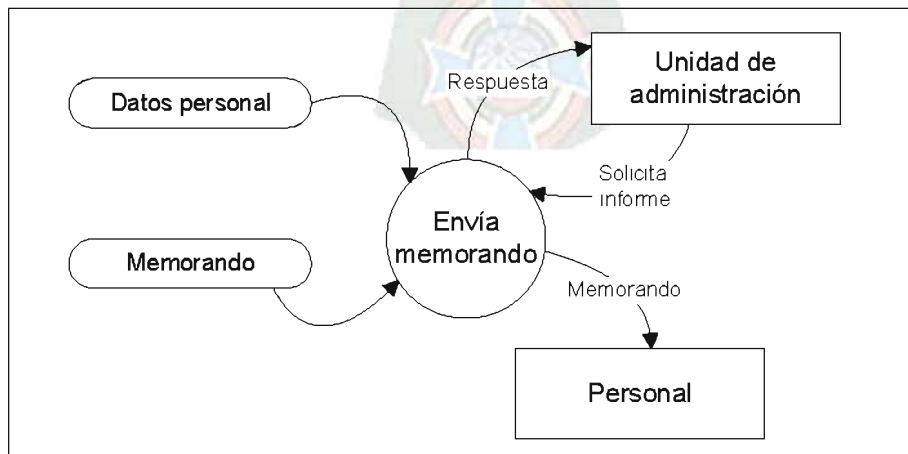 Datos personal
Respuesta
Unidad de
administración
Solicita
informe
Envía
memorando
Memorando
Memorando
Personal